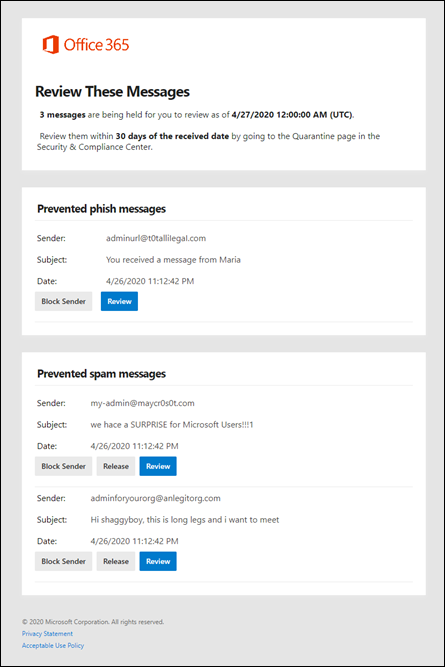 Office 365
Review These Messages
3 messages are being held for you to review as of 4/27/2020 12:00:00 AM (UTC).
Review them within 30 days of the received date by going to the Quarantine page in the
Security & Compliance Center.
Prevented phish messages
Sender: adminurl@t0tallilegal.com
Subject: You received a message from Maria
Date: 4/26/2020 11:12:42 PM
Block Sender Review
Prevented spam messages
Sender: my-admin@maycr0s0t.com
Subject: we hace a SURPRISE for Microsoft Users!!!1
Date: 4/26/2020 11:12:42 PM
Block Sender Release Review
Sender: adminforyourorg@anlegitorg.com
Subject: Hi shaggyboy, this is long legs and i want to meet
Date: 4/26/2020 11:12:42 PM
Block Sender Release Review
© 2020 Microsoft Corporation. All rights reserved.
Privacy Statement
Acceptable Use Policy